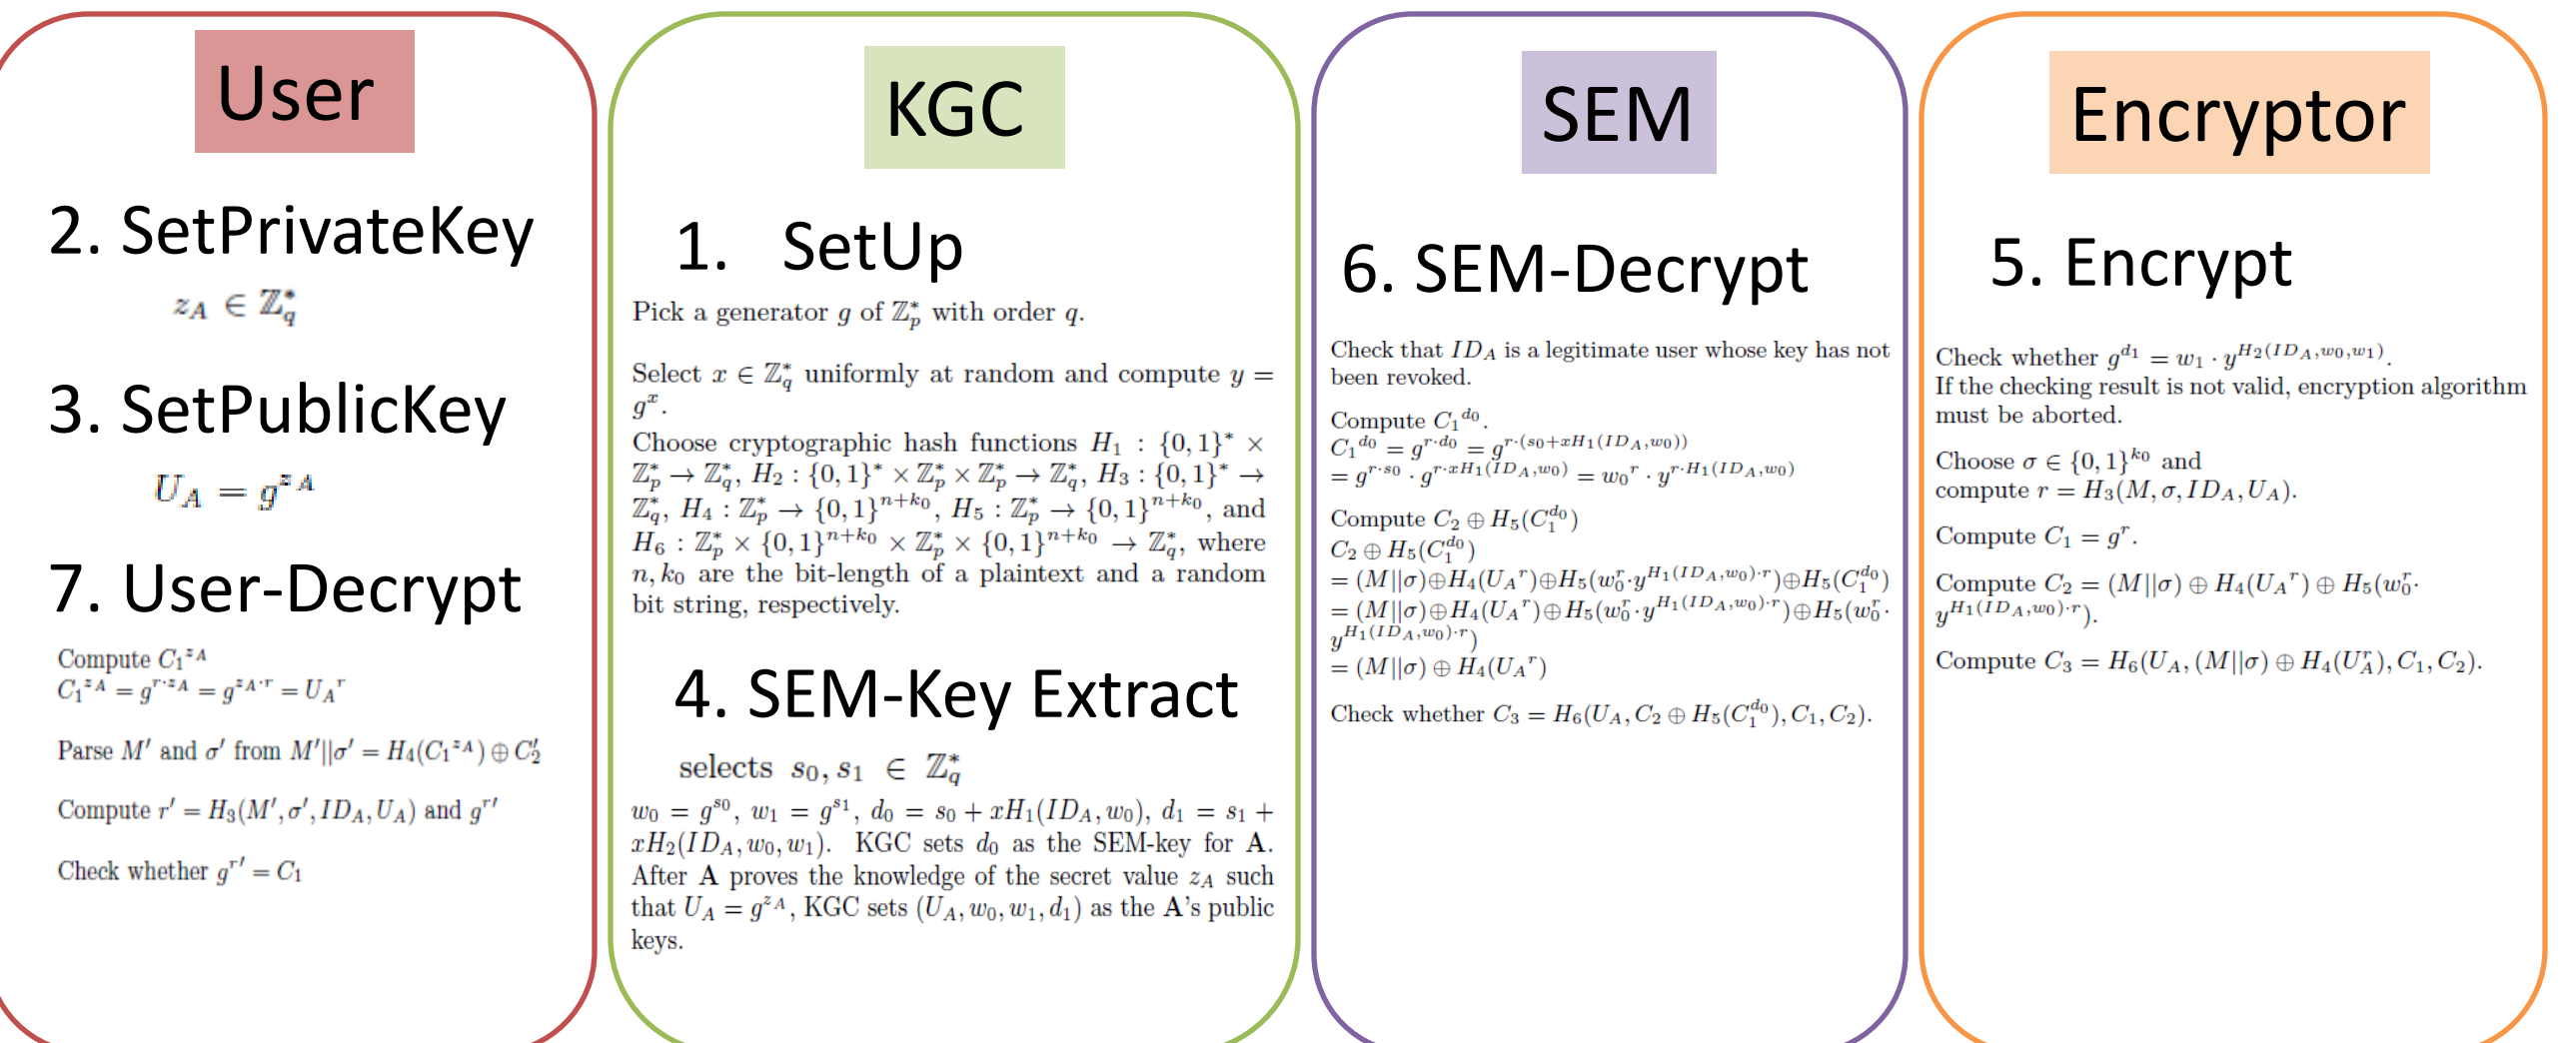 User
2. SetPrivateKey
z_A ∈ ℤ_q^*
3. SetPublicKey
U_A = g^{z_A}
7. User-Decrypt
Compute C_1^{z_A}
C_1^{z_A} = g^{r·z_A} = g^{z_A·r} = U_A^r
Parse M′ and σ′ from M′||σ′ = H_4(C_1^{z_A}) ⊕ C_2′
Compute r′ = H_3(M′, σ′, ID_A, U_A) and g^{r′}
Check whether g^{r′} = C_1
KGC
1. SetUp
Pick a generator g of ℤ_p^* with order q.
Select x ∈ ℤ_q^* uniformly at random and compute y =
g^x.
Choose cryptographic hash functions H_1 : {0,1}^* ×
ℤ_p^* → ℤ_q^*, H_2 : {0,1}^* × ℤ_p^* × ℤ_p^* → ℤ_q^*, H_3 : {0,1}^* →
ℤ_q^*, H_4 : ℤ_p^* → {0,1}^{n+k_0}, H_5 : ℤ_p^* → {0,1}^{n+k_0}, and
H_6 : ℤ_p^* × {0,1}^{n+k_0} × ℤ_p^* × {0,1}^{n+k_0} → ℤ_q^*, where
n, k_0 are the bit-length of a plaintext and a random
bit string, respectively.
4. SEM-Key Extract
selects s_0, s_1 ∈ ℤ_q^*
w_0 = g^{s_0}, w_1 = g^{s_1}, d_0 = s_0 + xH_1(ID_A, w_0), d_1 = s_1 +
xH_2(ID_A, w_0, w_1). KGC sets d_0 as the SEM-key for A.
After A proves the knowledge of the secret value z_A such
that U_A = g^{z_A}, KGC sets (U_A, w_0, w_1, d_1) as the A's public
keys.
SEM
6. SEM-Decrypt
Check that ID_A is a legitimate user whose key has not
been revoked.
Compute C_1^{d_0}.
C_1^{d_0} = g^{r·d_0} = g^{r·(s_0+xH_1(ID_A,w_0))}
= g^{r·s_0} · g^{r·xH_1(ID_A,w_0)} = w_0^r · y^{r·H_1(ID_A,w_0)}
Compute C_2 ⊕ H_5(C_1^{d_0})
C_2 ⊕ H_5(C_1^{d_0})
= (M||σ)⊕H_4(U_A^r)⊕H_5(w_0^r·y^{H_1(ID_A,w_0)·r})⊕H_5(C_1^{d_0})
= (M||σ)⊕H_4(U_A^r)⊕H_5(w_0^r·y^{H_1(ID_A,w_0)·r})⊕H_5(w_0^r·
y^{H_1(ID_A,w_0)·r})
= (M||σ) ⊕ H_4(U_A^r)
Check whether C_3 = H_6(U_A, C_2 ⊕ H_5(C_1^{d_0}), C_1, C_2).
Encryptor
5. Encrypt
Check whether g^{d_1} = w_1 · y^{H_2(ID_A,w_0,w_1)}.
If the checking result is not valid, encryption algorithm
must be aborted.
Choose σ ∈ {0,1}^{k_0} and
compute r = H_3(M, σ, ID_A, U_A).
Compute C_1 = g^r.
Compute C_2 = (M||σ) ⊕ H_4(U_A^r) ⊕ H_5(w_0^r·
y^{H_1(ID_A,w_0)·r}).
Compute C_3 = H_6(U_A, (M||σ) ⊕ H_4(U_A^r), C_1, C_2).